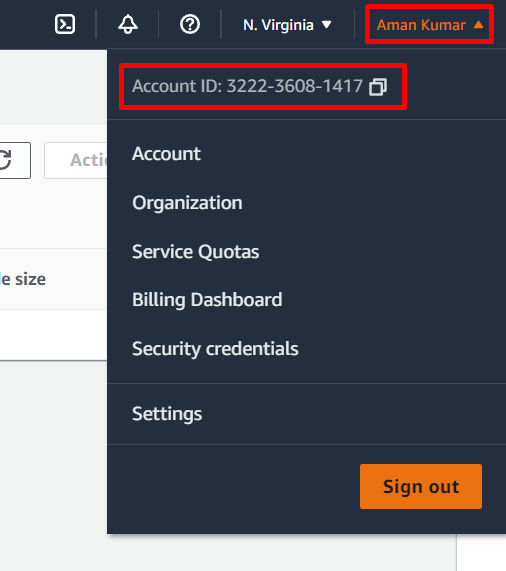 N. Virginia ▼
Aman Kumar ▲
Account ID: 3222-3608-1417
Account
Organization
Service Quotas
Billing Dashboard
Security credentials
Settings
Sign out
size